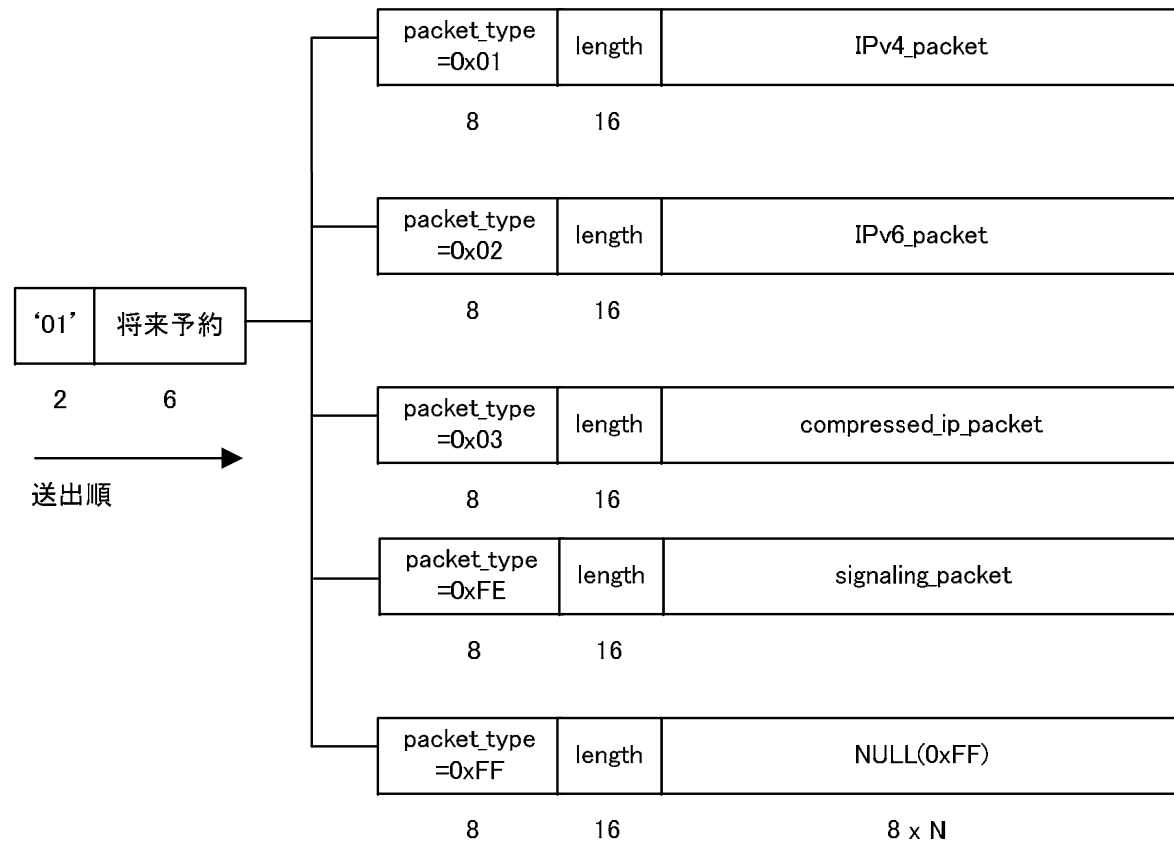 packet_type
=0x01
length
IPv4_packet
8
16
packet_type
=0x02
length
IPv6_packet
8
16
‘01’
将来予約
2
6
送出順
packet_type
=0x03
length
compressed_ip_packet
8
16
packet_type
=0xFE
length
signaling_packet
8
16
packet_type
=0xFF
length
NULL(0xFF)
8
16
8 x N